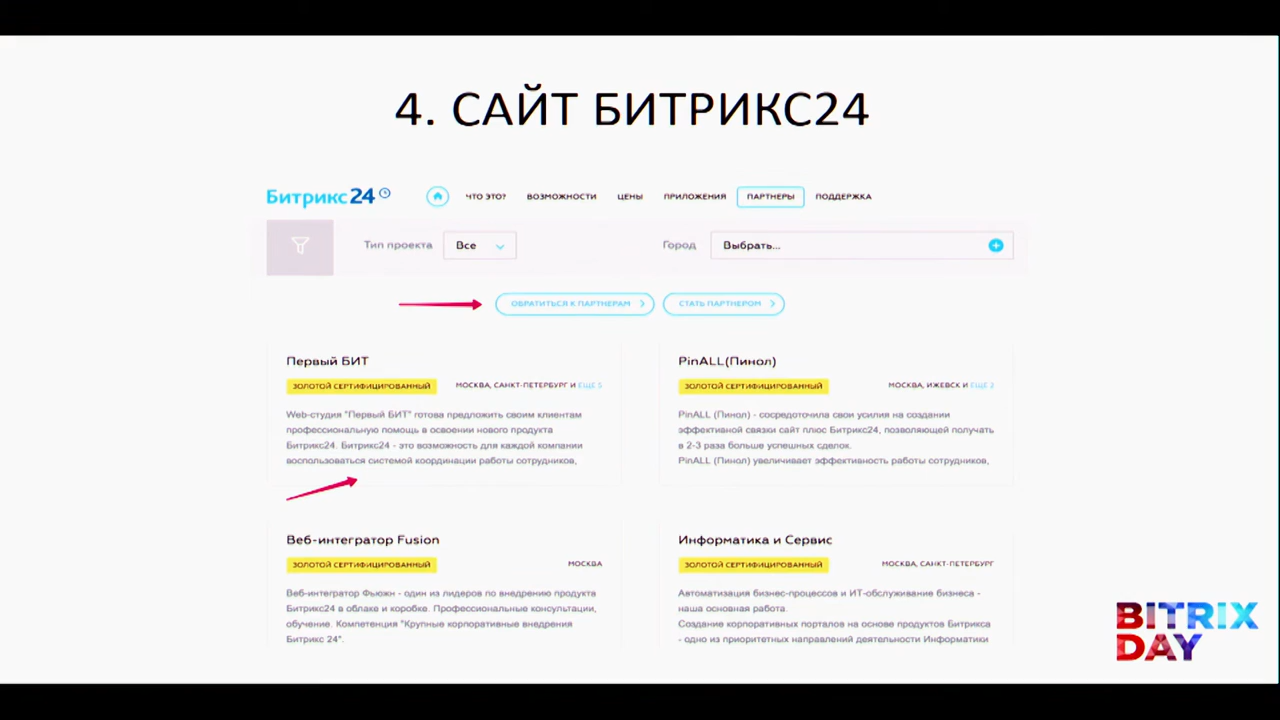 4. САЙТ БИТРИКС24
Битрикс24
ЧТО ЭТО? ВОЗМОЖНОСТИ ЦЕНЫ ПРИЛОЖЕНИЯ ПАРТНЕРЫ ПОДДЕРЖКА
Тип проекта Все Город Выбрать...
ОБРАТИТЬСЯ К ПАРТНЕРАМ СТАТЬ ПАРТНЕРОМ
Первый БИТ
ЗОЛОТОЙ СЕРТИФИЦИРОВАННЫЙ МОСКВА, САНКТ-ПЕТЕРБУРГ И ЕЩЕ 5
Web-студия "Первый БИТ" готова предложить своим клиентам
профессиональную помощь в освоении нового продукта
Битрикс24. Битрикс24 - это возможность для каждой компании
воспользоваться системой координации работы сотрудников,
PinALL(Пинол)
ЗОЛОТОЙ СЕРТИФИЦИРОВАННЫЙ МОСКВА, ИЖЕВСК И ЕЩЕ 2
PinALL (Пинол) - сосредоточила свои усилия на создании
эффективной связки сайт плюс Битрикс24, позволяющей получать
в 2-3 раза больше успешных сделок.
PinALL (Пинол) увеличивает эффективность работы сотрудников,
Веб-интегратор Fusion
ЗОЛОТОЙ СЕРТИФИЦИРОВАННЫЙ МОСКВА
Веб-интегратор Фьюжн - один из лидеров по внедрению продукта
Битрикс24 в облаке и коробке. Профессиональные консультации,
обучение. Компетенция "Крупные корпоративные внедрения
Битрикс 24".
Информатика и Сервис
ЗОЛОТОЙ СЕРТИФИЦИРОВАННЫЙ МОСКВА, САНКТ-ПЕТЕРБУРГ
Автоматизация бизнес-процессов и ИТ-обслуживание бизнеса -
наша основная работа.
Создание корпоративных порталов на основе продуктов Битрикса
- одно из приоритетных направлений деятельности Информатики
BITRIX
DAY